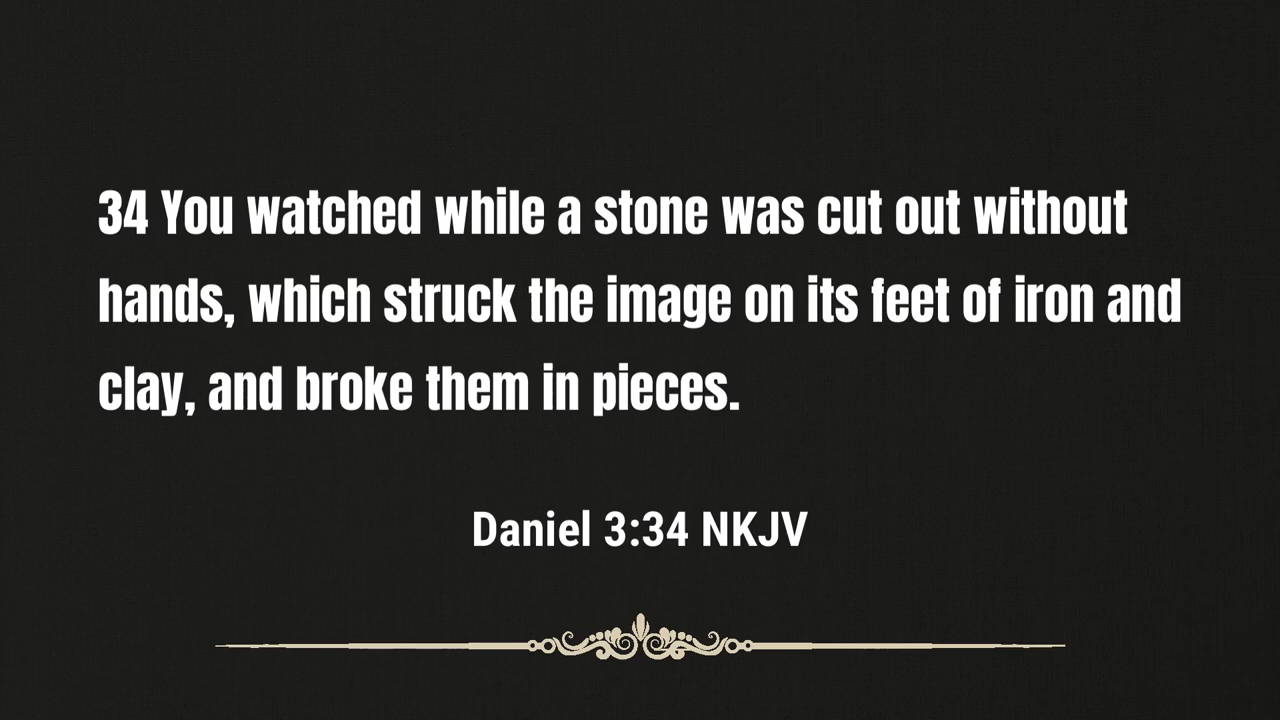 34 You watched while a stone was cut out without
hands, which struck the image on its feet of iron and
clay, and broke them in pieces.
Daniel 3:34 NKJV